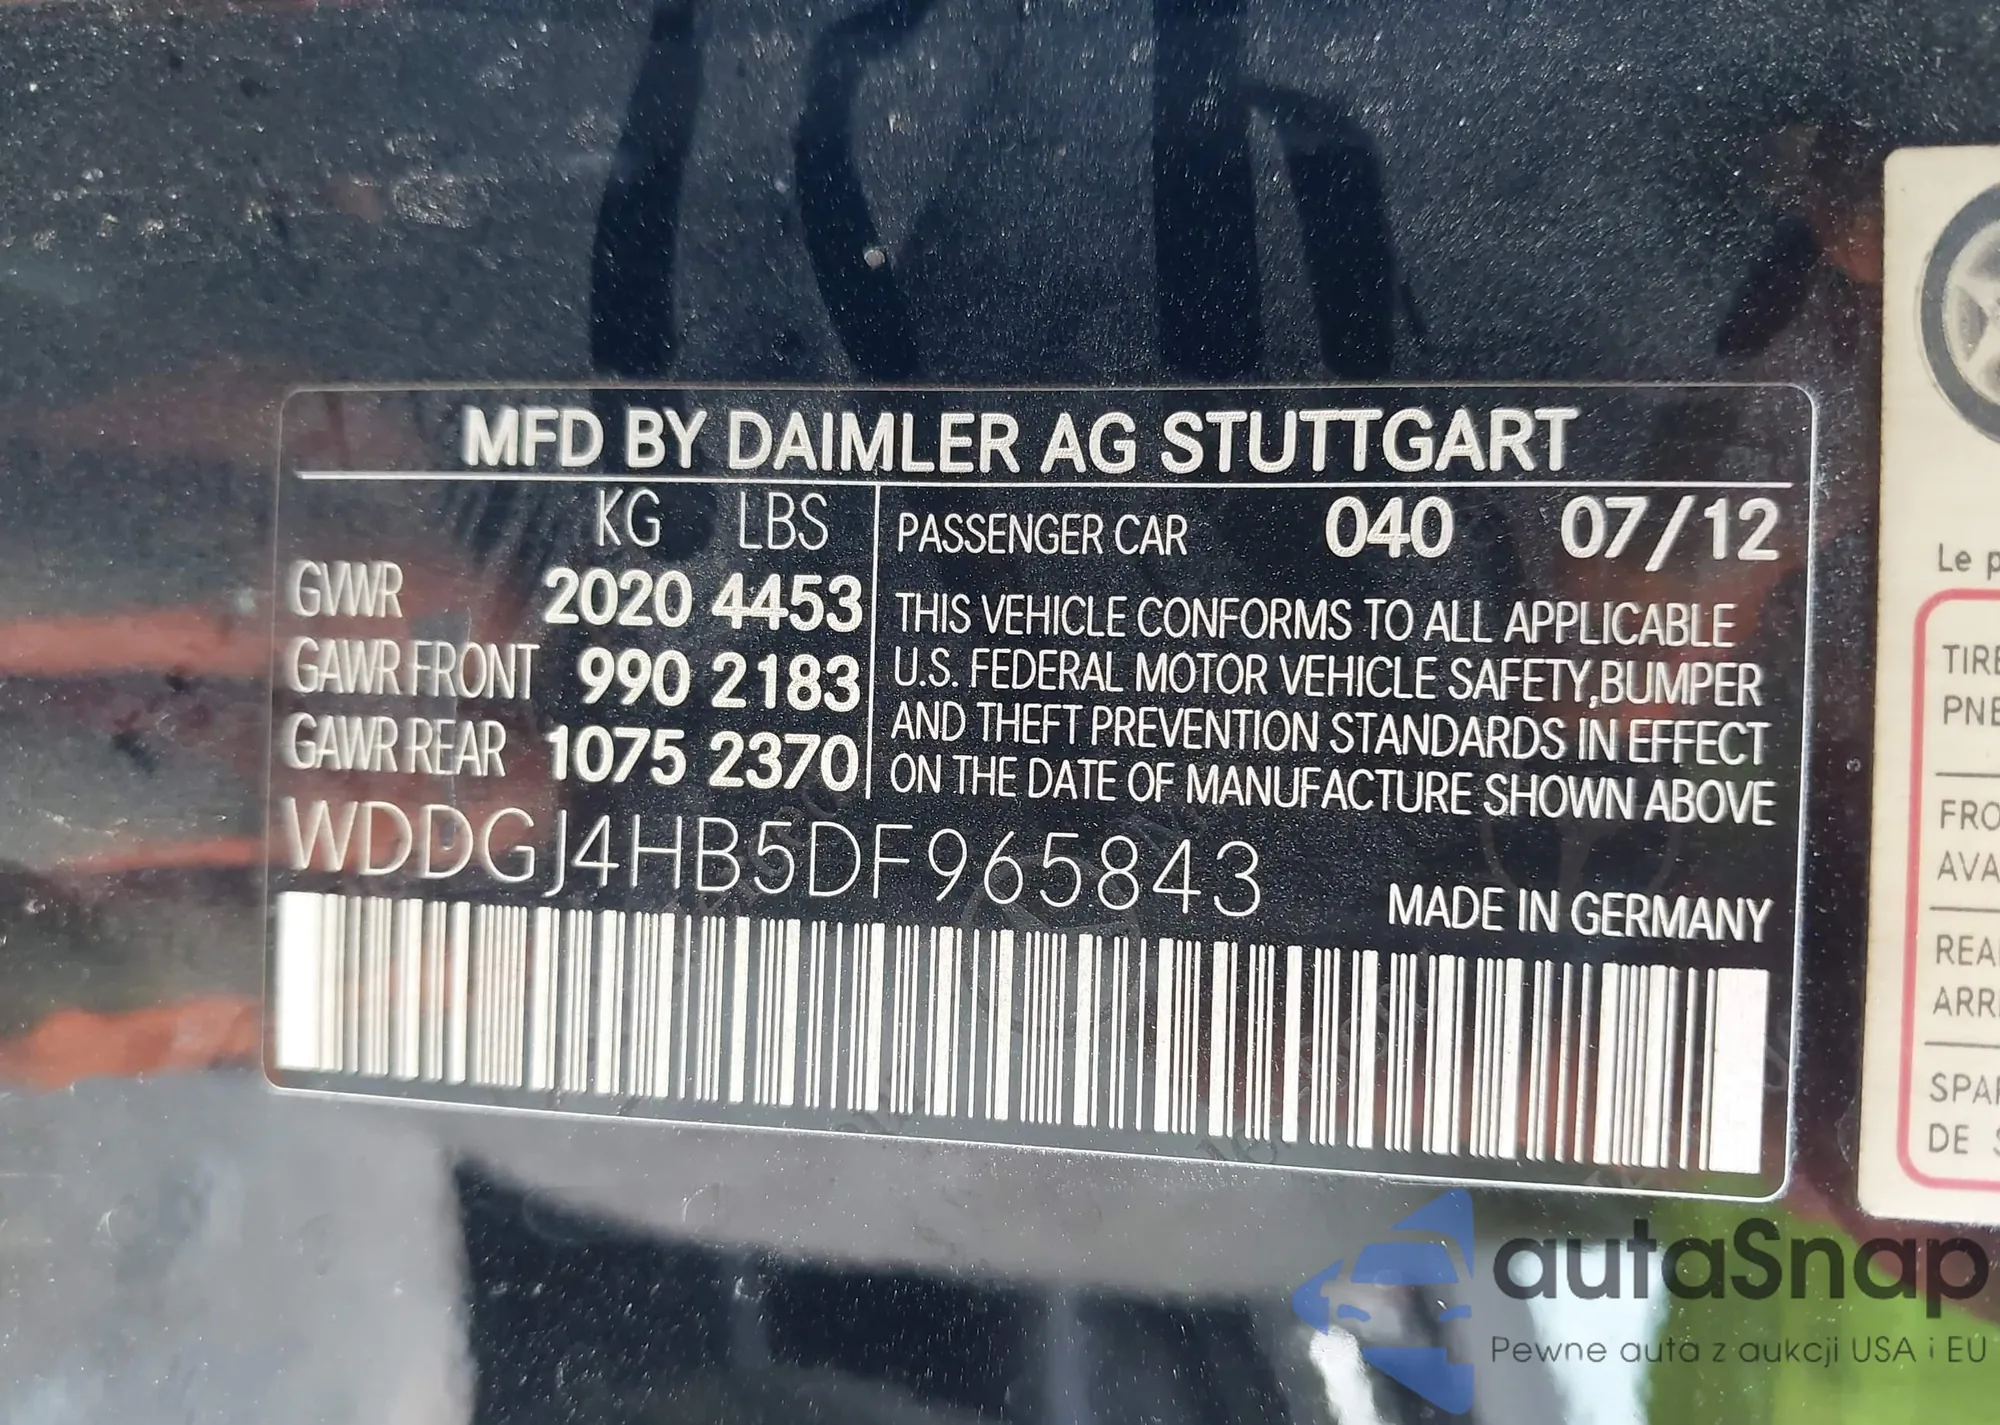 MFD BY DAIMLER AG STUTTGART
KG LBS
GVWR 2020 4453
GAWR FRONT 990 2183
GAWR REAR 1075 2370
PASSENGER CAR 040 07/12
THIS VEHICLE CONFORMS TO ALL APPLICABLE
U.S. FEDERAL MOTOR VEHICLE SAFETY,BUMPER
AND THEFT PREVENTION STANDARDS IN EFFECT
ON THE DATE OF MANUFACTURE SHOWN ABOVE
WDDGJ4HB5DF965843
MADE IN GERMANY
Le
DE
autaSnap
Pewne auta z aukcji USA i EU